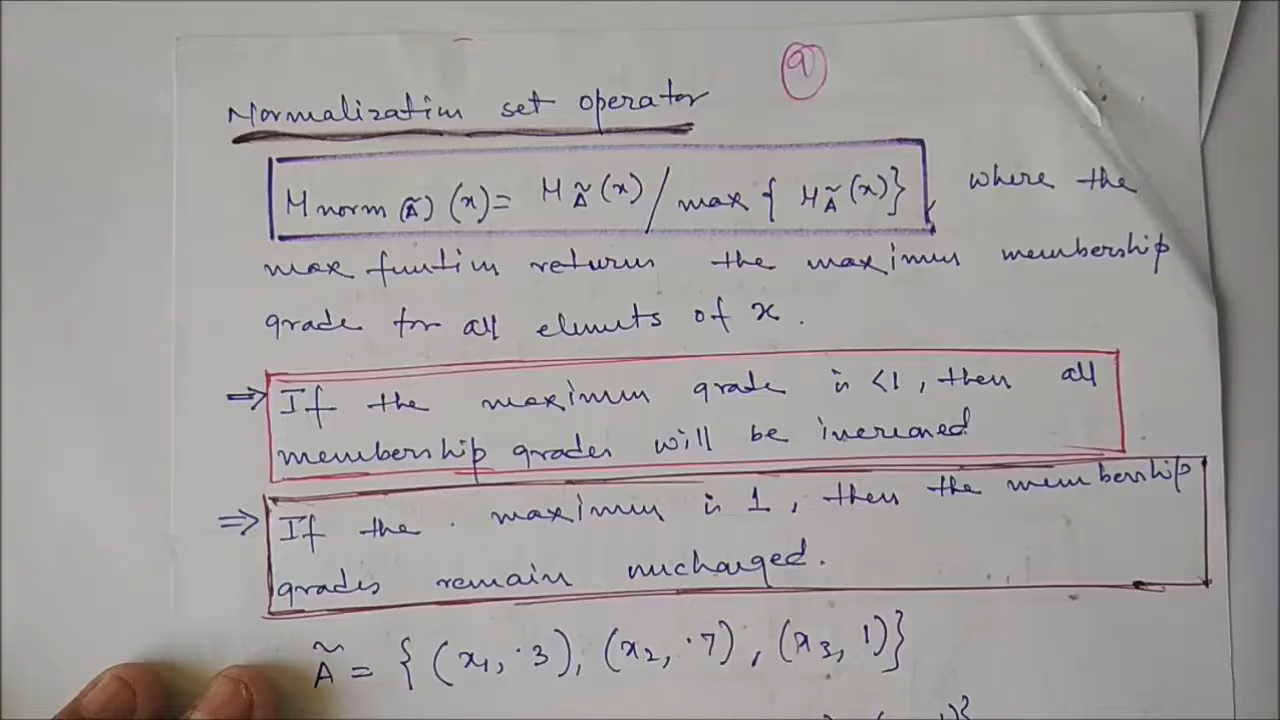 9
Normalization set operator
μ norm (Ã) (x) = μÃ(x) / max { μÃ(x)}, where the
max function returns the maximum membership
grade for all elements of x.
⇒ If the maximum grade is <1, then all
membership grades will be increased
⇒ If the maximum is 1, then the membership
grades remain unchanged.
Ã = { (x1, .3), (x2, .7), (x3, 1)}